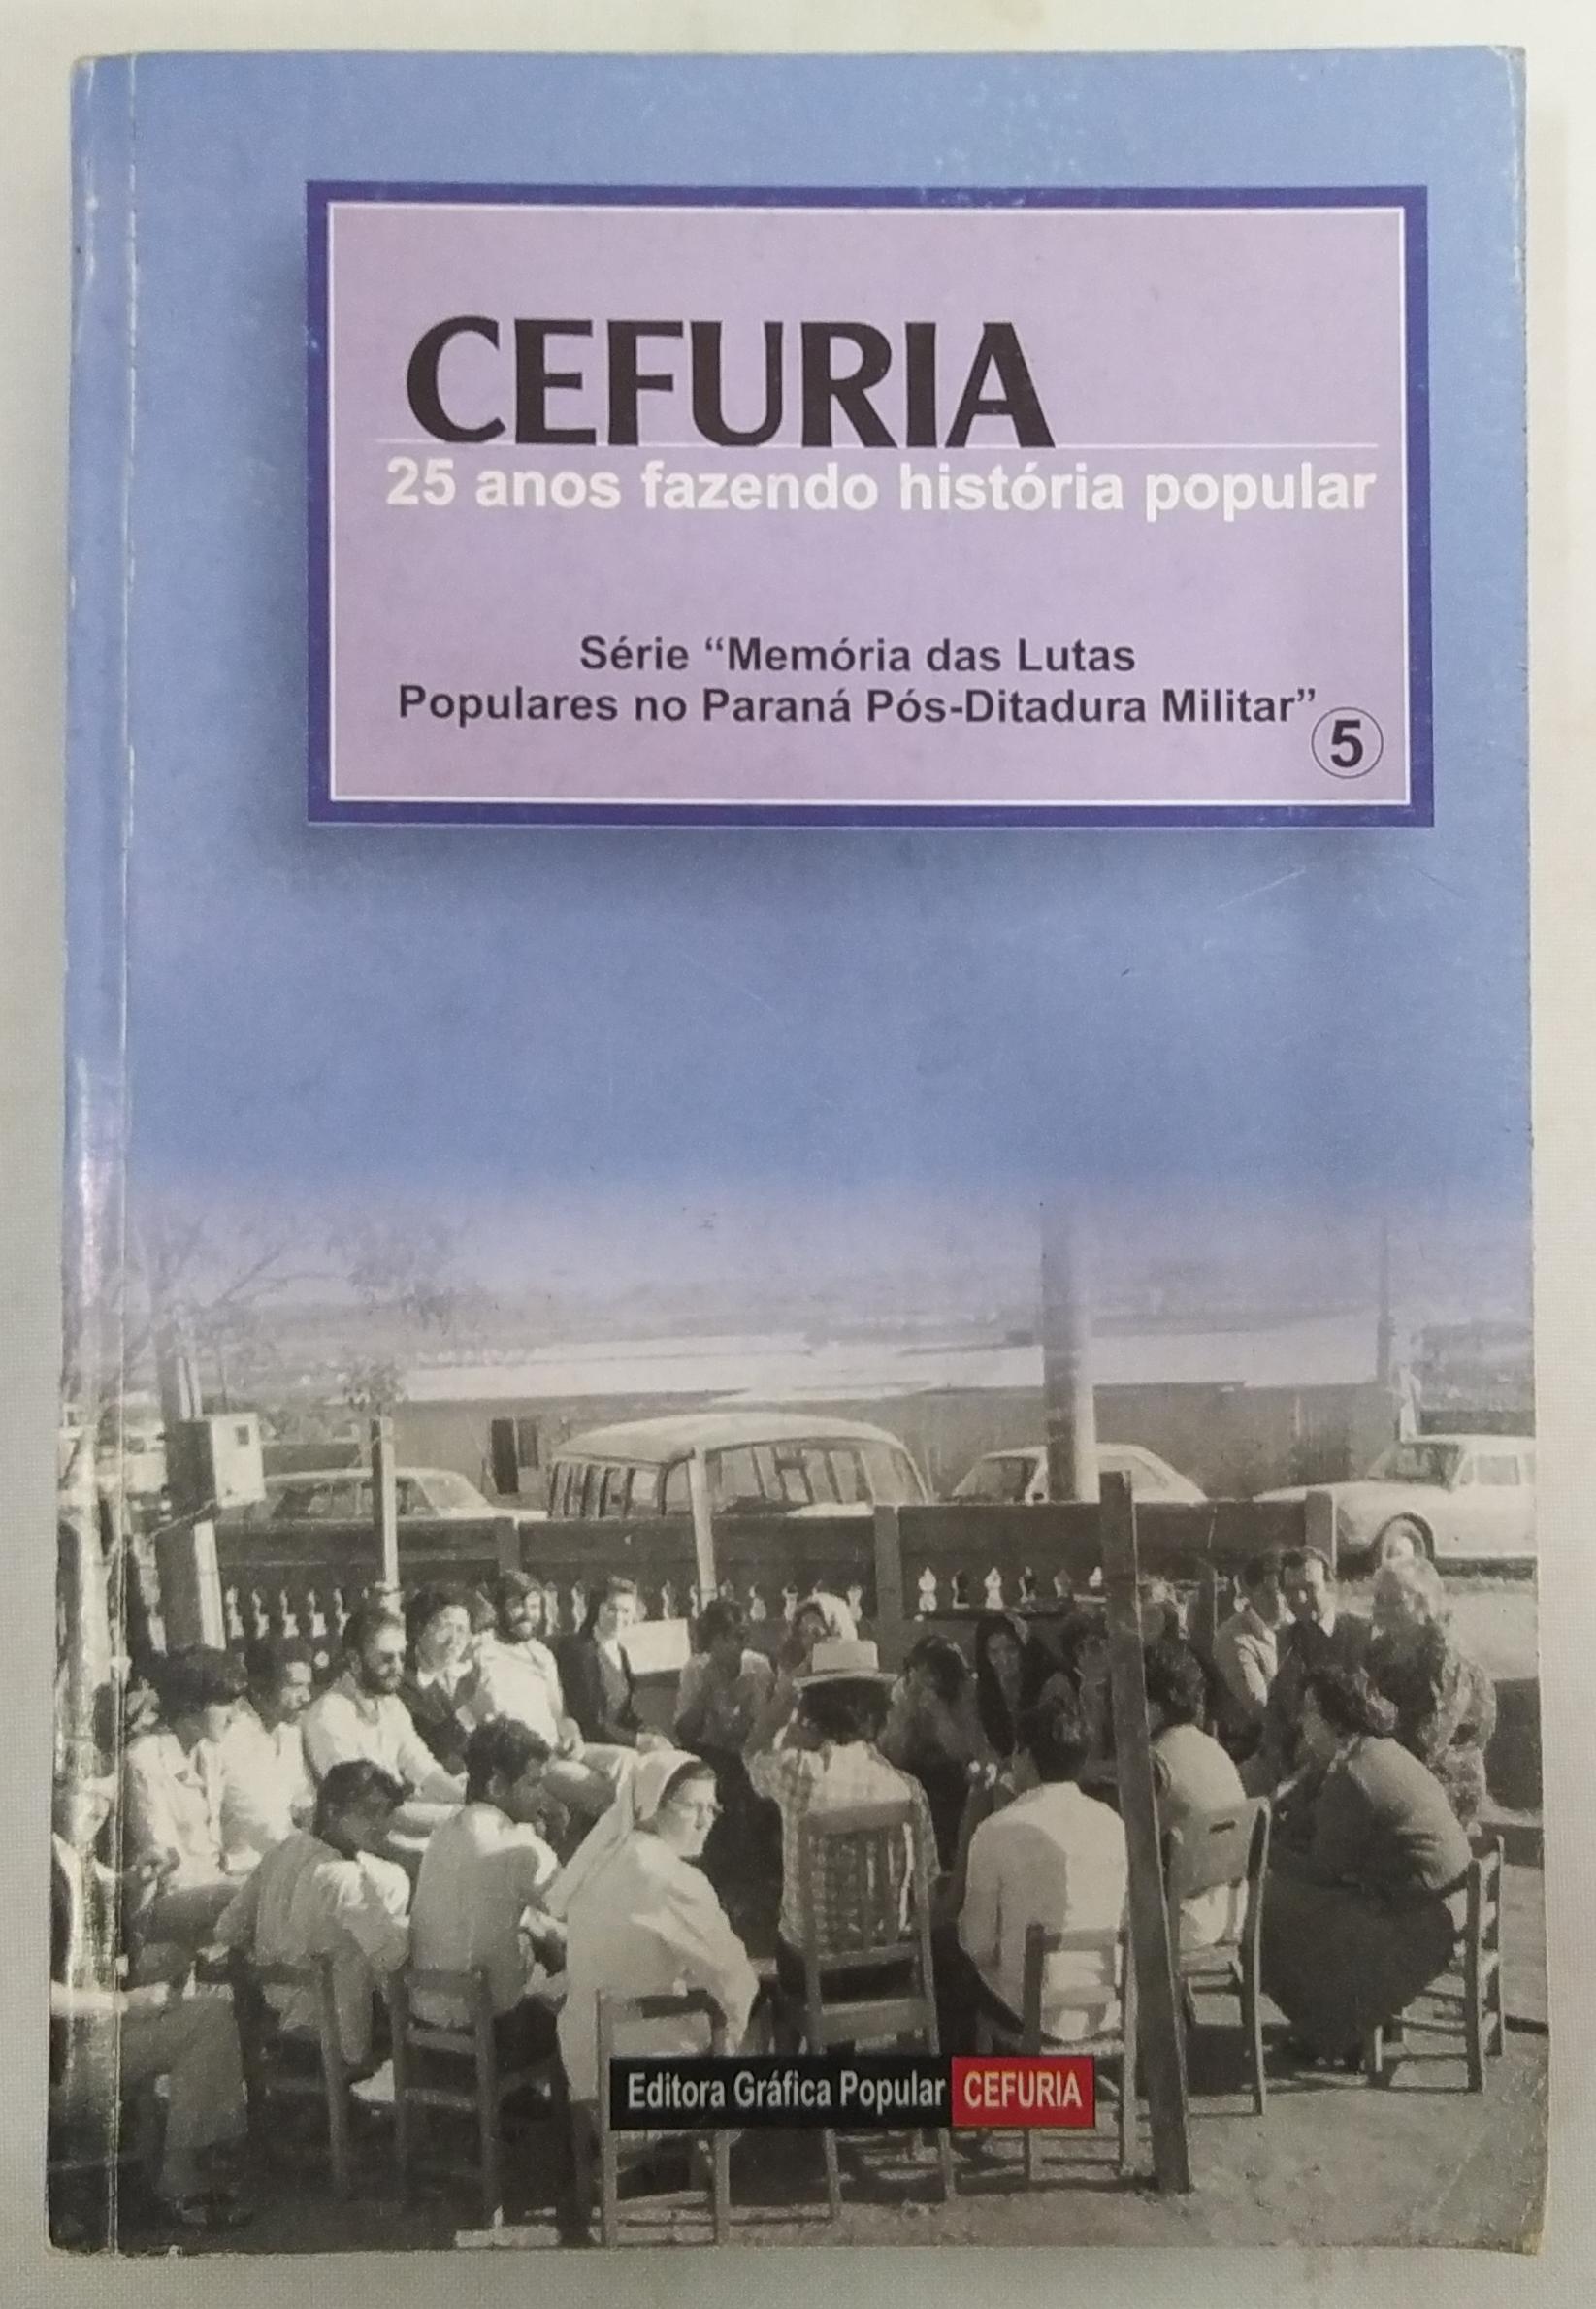 CEFURIA
25 anos fazendo história popular
Série “Memória das Lutas
Populares no Paraná Pós-Ditadura Militar”
5
Editora Gráfica Popular CEFURIA